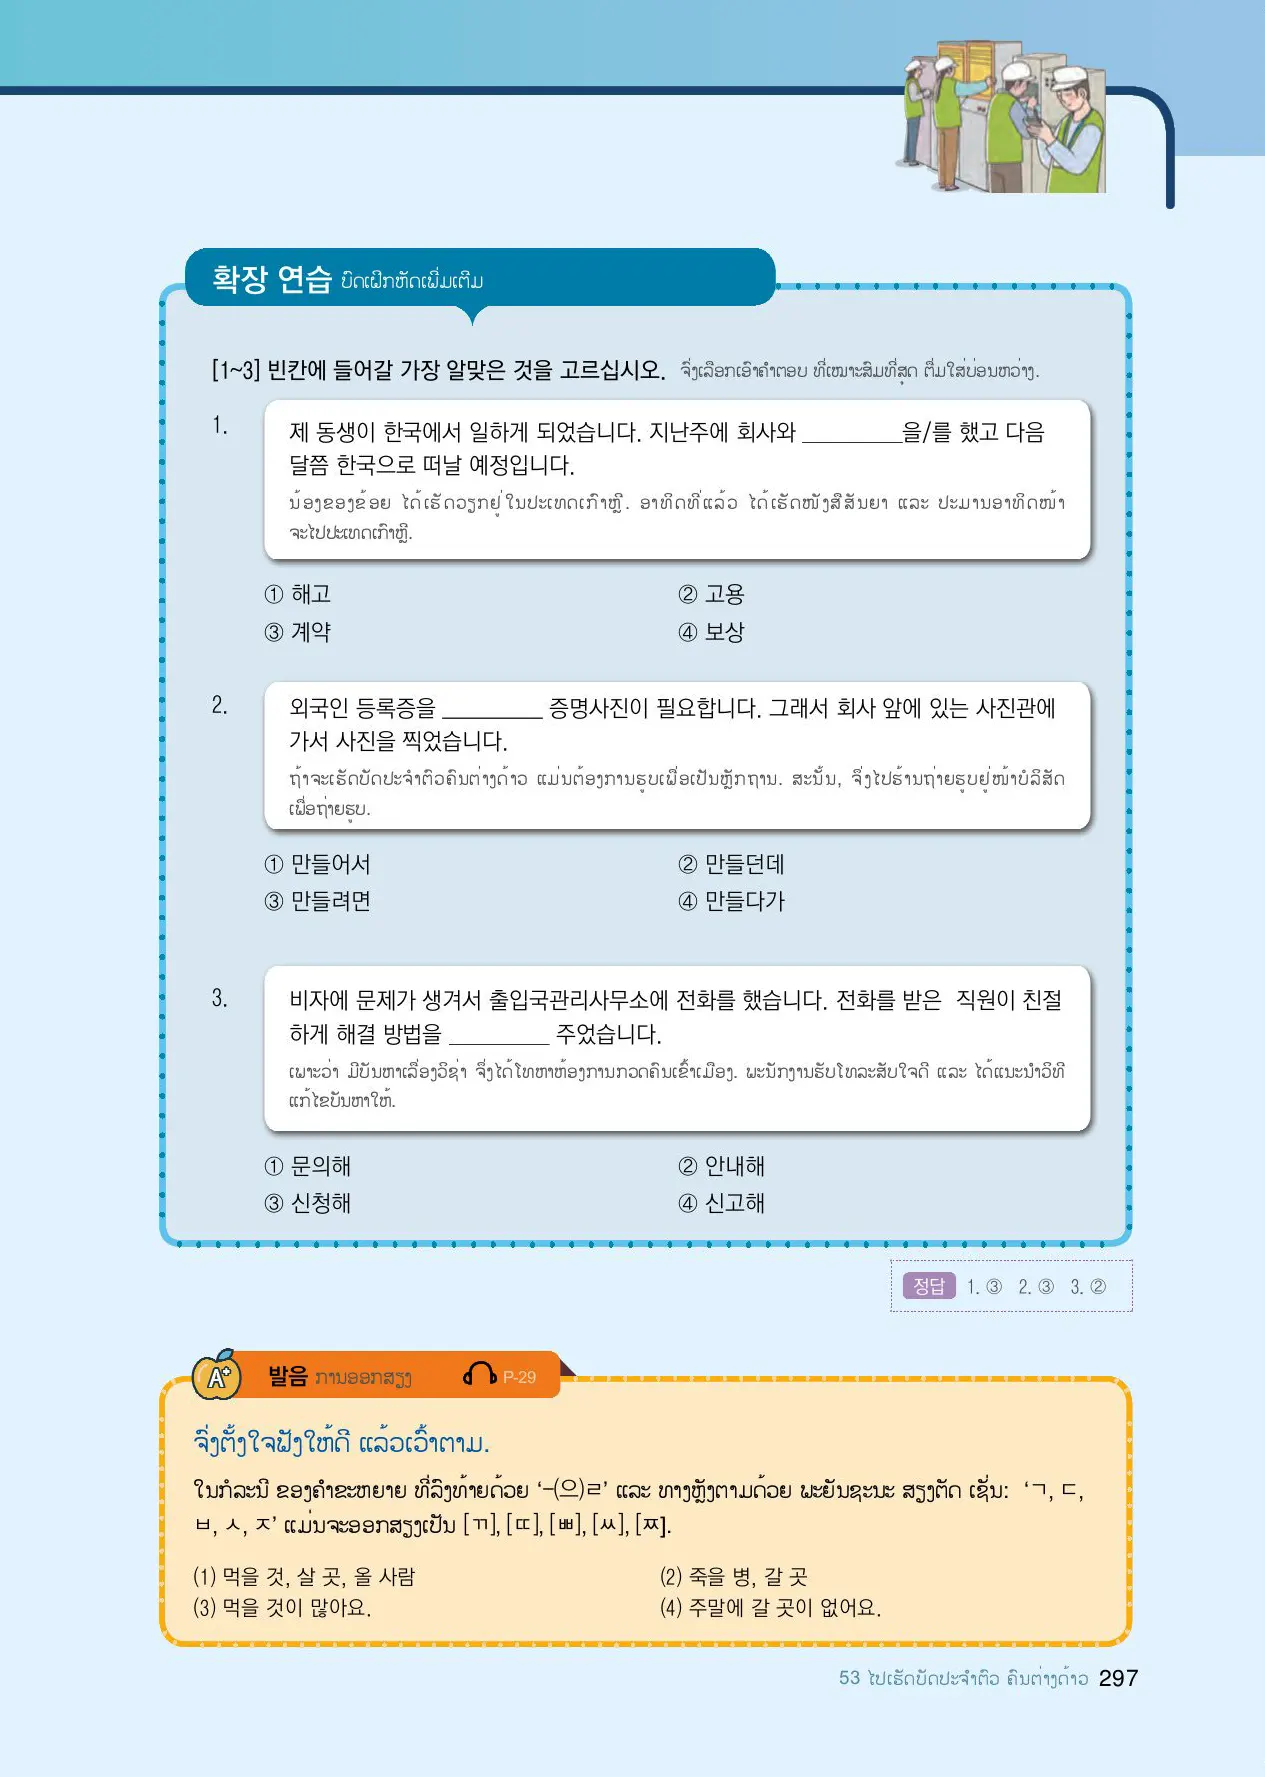 확장 연습 ບົດເຝິກຫັດເພີ່ມເຕີມ
[1~3] 빈칸에 들어갈 가장 알맞은 것을 고르십시오. ຈົ່ງເລືອກເອົາຄຳຕອບ ທີ່ເໝາະສົມທີ່ສຸດ ຕື່ມໃສ່ບ່ອນຫວ່າງ.
1. 제 동생이 한국에서 일하게 되었습니다. 지난주에 회사와 _________을/를 했고 다음
달쯤 한국으로 떠날 예정입니다.
ນ້ອງຂອງຂ້ອຍ ໄດ້ເຮັດວຽກຢູ່ໃນປະເທດເກົາຫຼີ. ອາທິດທີ່ແລ້ວ ໄດ້ເຮັດໜັງສືສັນຍາ ແລະ ປະມານອາທິດໜ້າ
ຈະໄປປະເທດເກົາຫຼີ.
① 해고 ② 고용
③ 계약 ④ 보상
2. 외국인 등록증을 _________ 증명사진이 필요합니다. 그래서 회사 앞에 있는 사진관에
가서 사진을 찍었습니다.
ຖ້າຈະເຮັດບັດປະຈຳຕົວຄົນຕ່າງດ້າວ ແມ່ນຕ້ອງການຮູບເພື່ອເປັນຫຼັກຖານ. ສະນັ້ນ, ຈຶ່ງໄປຮ້ານຖ່າຍຮູບຢູ່ໜ້າບໍລິສັດ
ເພື່ອຖ່າຍຮູບ.
① 만들어서 ② 만들던데
③ 만들려면 ④ 만들다가
3. 비자에 문제가 생겨서 출입국관리사무소에 전화를 했습니다. 전화를 받은 직원이 친절
하게 해결 방법을 _________ 주었습니다.
ເພາະວ່າ ມີບັນຫາເລື່ອງວິຊ່າ ຈຶ່ງໄດ້ໂທຫາຫ້ອງການກວດຄົນເຂົ້າເມືອງ. ພະນັກງານຮັບໂທລະສັບໃຈດີ ແລະ ໄດ້ແນະນຳວິທີ
ແກ້ໄຂບັນຫາໃຫ້.
① 문의해 ② 안내해
③ 신청해 ④ 신고해
정답 1. ③ 2. ③ 3. ②
A+ 발음 ການອອກສຽງ P-29
ຈົ່ງຕັ້ງໃຈຟັງໃຫ້ດີ ແລ້ວເວົ້າຕາມ.
ໃນກໍລະນີ ຂອງຄຳຂະຫຍາຍ ທີ່ລົງທ້າຍດ້ວຍ ‘-(으)ㄹ’ ແລະ ທາງຫຼັງຕາມດ້ວຍ ພະຍັນຊະນະ ສຽງຕັດ ເຊັ່ນ: ‘ㄱ, ㄷ,
ㅂ, ㅅ, ㅈ’ ແມ່ນຈະອອກສຽງເປັນ [ㄲ], [ㄸ], [ㅃ], [ㅆ], [ㅉ].
(1) 먹을 것, 살 곳, 올 사람 (2) 죽을 병, 갈 곳
(3) 먹을 것이 많아요. (4) 주말에 갈 곳이 없어요.
53 ໄປເຮັດບັດປະຈຳຕົວ ຄົນຕ່າງດ້າວ 297